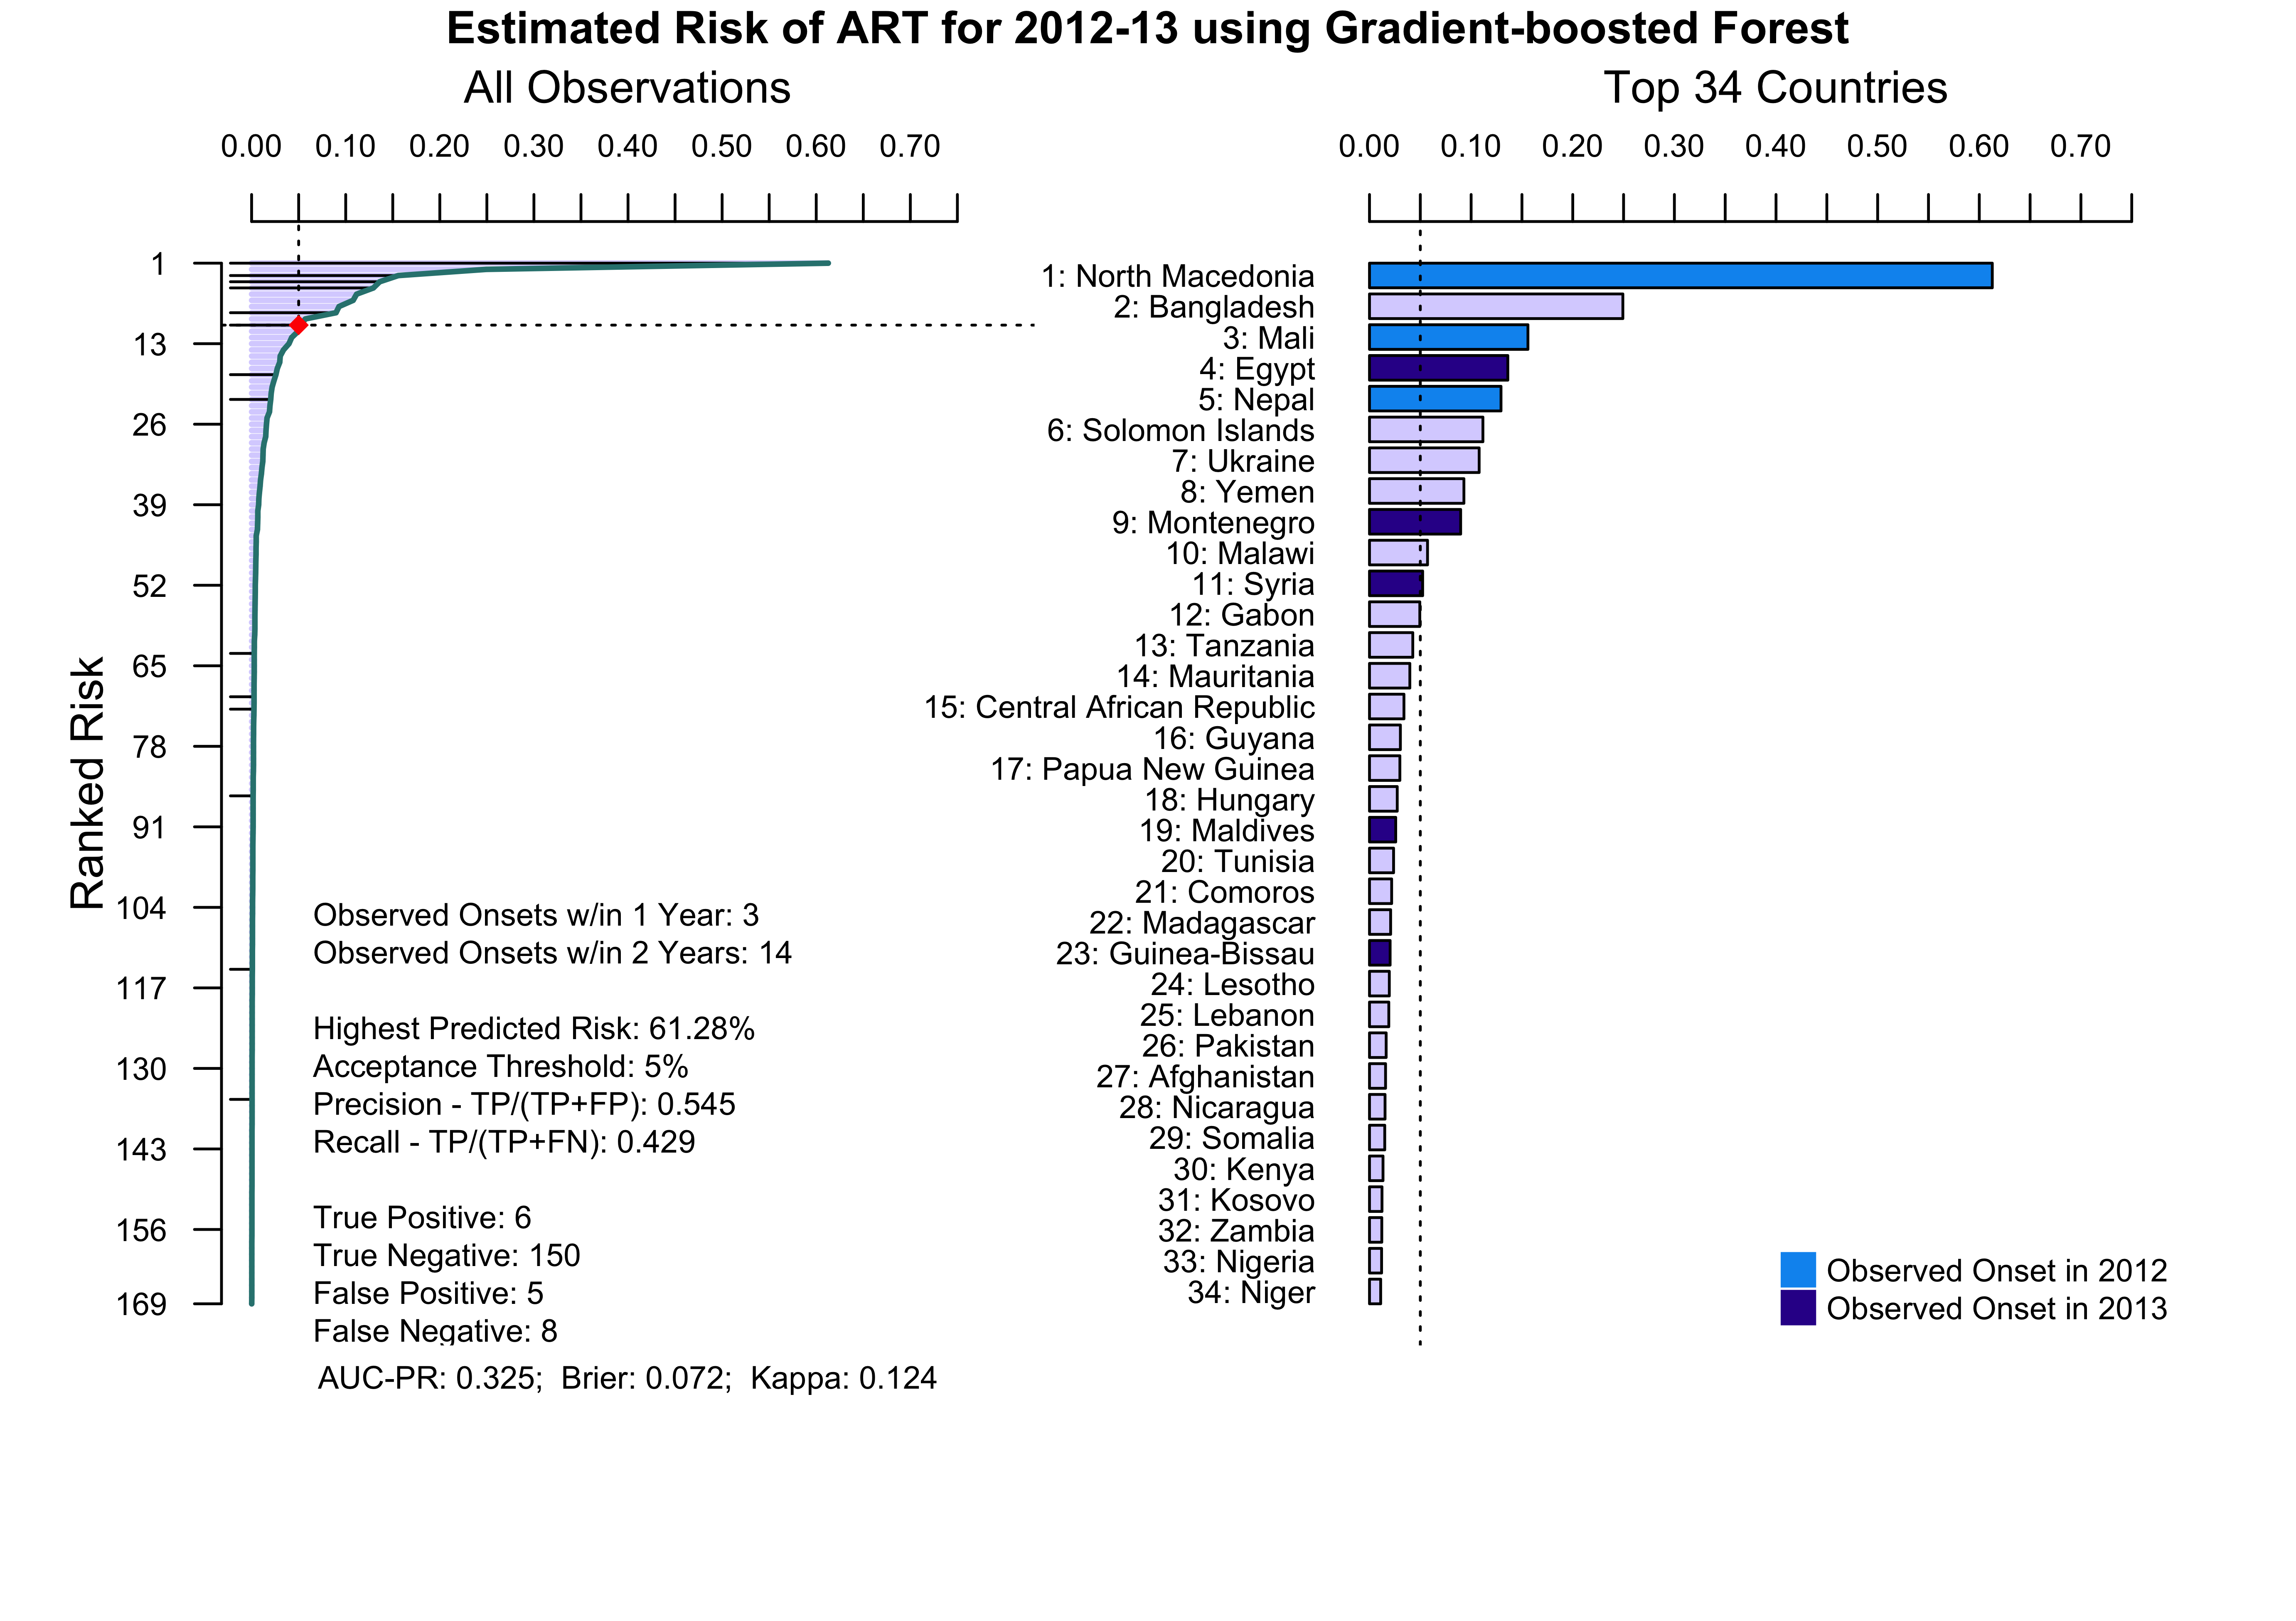 Estimated Risk of ART for 2012-13 using Gradient-boosted Forest
All Observations
0.00 0.10 0.20 0.30 0.40 0.50 0.60 0.70
Ranked Risk
1
13
26
39
52
65
78
91
104
117
130
143
156
169
Observed Onsets w/in 1 Year: 3
Observed Onsets w/in 2 Years: 14
Highest Predicted Risk: 61.28%
Acceptance Threshold: 5%
Precision - TP/(TP+FP): 0.545
Recall - TP/(TP+FN): 0.429
True Positive: 6
True Negative: 150
False Positive: 5
False Negative: 8
AUC-PR: 0.325; Brier: 0.072; Kappa: 0.124
Top 34 Countries
0.00 0.10 0.20 0.30 0.40 0.50 0.60 0.70
1: North Macedonia
2: Bangladesh
3: Mali
4: Egypt
5: Nepal
6: Solomon Islands
7: Ukraine
8: Yemen
9: Montenegro
10: Malawi
11: Syria
12: Gabon
13: Tanzania
14: Mauritania
15: Central African Republic
16: Guyana
17: Papua New Guinea
18: Hungary
19: Maldives
20: Tunisia
21: Comoros
22: Madagascar
23: Guinea-Bissau
24: Lesotho
25: Lebanon
26: Pakistan
27: Afghanistan
28: Nicaragua
29: Somalia
30: Kenya
31: Kosovo
32: Zambia
33: Nigeria
34: Niger
Observed Onset in 2012
Observed Onset in 2013